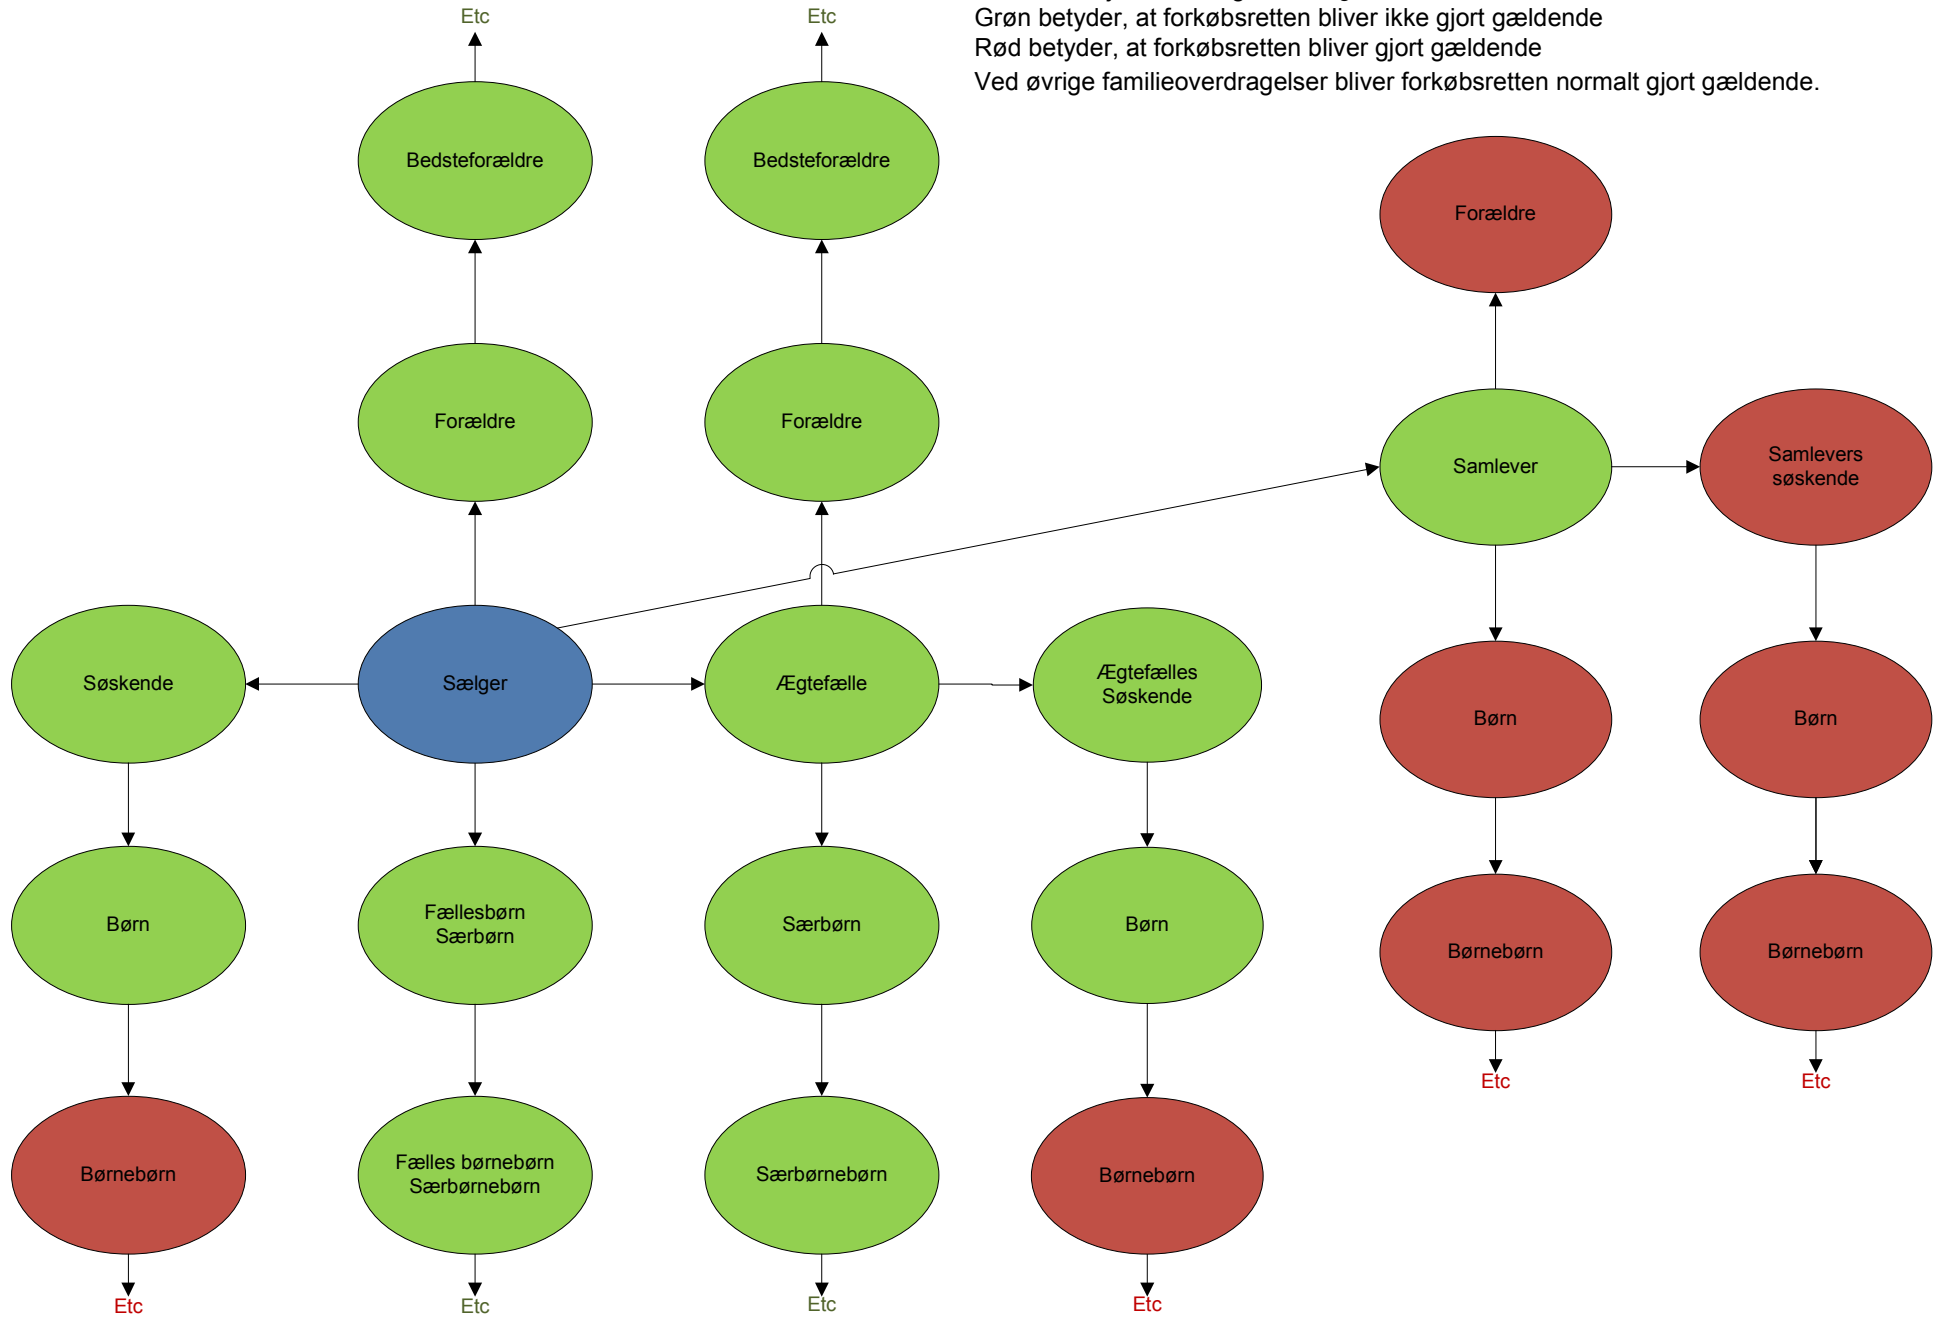 Etc
Etc
Grøn betyder, at forkøbsretten bliver ikke gjort gældende
Rød betyder, at forkøbsretten bliver gjort gældende
Ved øvrige familieoverdragelser bliver forkøbsretten normalt gjort gældende.
Bedsteforældre
Bedsteforældre
Forældre
Forældre
Forældre
Samlever
Samlevers
søskende
Søskende
Sælger
Ægtefælle
Ægtefælles
Søskende
Børn
Børn
Børn
Fællesbørn
Særbørn
Særbørn
Børn
Børnebørn
Børnebørn
Etc
Etc
Børnebørn
Fælles børnebørn
Særbørnebørn
Særbørnebørn
Børnebørn
Etc
Etc
Etc
Etc